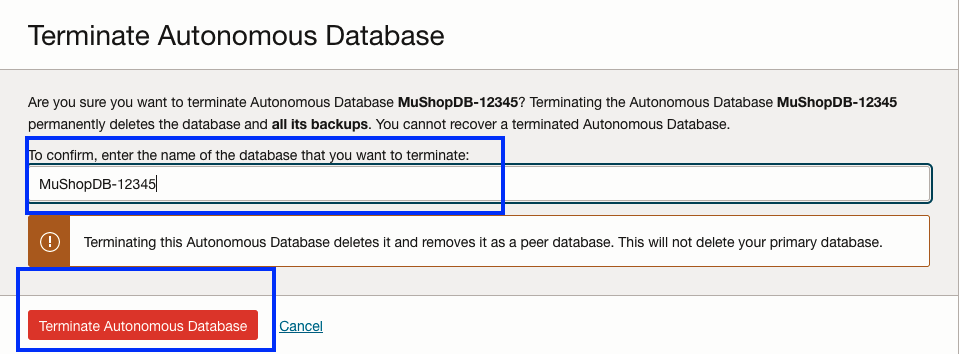 Terminate Autonomous Database
Are you sure you want to terminate Autonomous Database MuShopDB-12345? Terminating the Autonomous Database MuShopDB-12345
permanently deletes the database and all its backups. You cannot recover a terminated Autonomous Database.
To confirm, enter the name of the database that you want to terminate:
MuShopDB-12345
Terminating this Autonomous Database deletes it and removes it as a peer database. This will not delete your primary database.
Terminate Autonomous Database Cancel